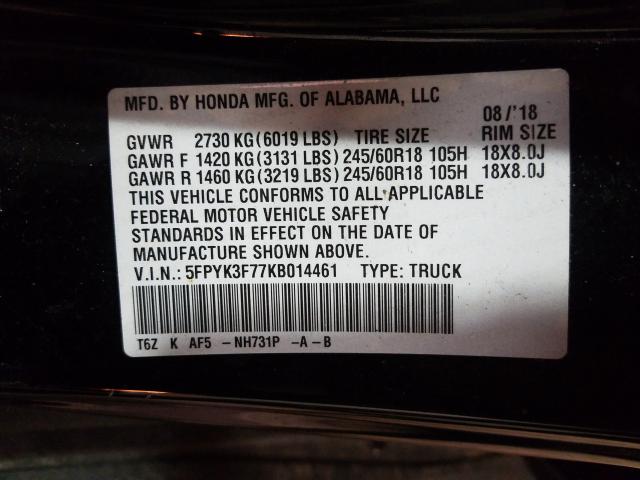 MFD. BY HONDA MFG. OF ALABAMA, LLC
08/'18
GVWR 2730 KG(6019 LBS) TIRE SIZE RIM SIZE
GAWR F 1420 KG(3131 LBS) 245/60R18 105H 18X8.0J
GAWR R 1460 KG(3219 LBS) 245/60R18 105H 18X8.0J
THIS VEHICLE CONFORMS TO ALL APPLICABLE
FEDERAL MOTOR VEHICLE SAFETY
STANDARDS IN EFFECT ON THE DATE OF
MANUFACTURE SHOWN ABOVE.
V.I.N.: 5FPYK3F77KB014461 TYPE: TRUCK
T6Z K AF5 -NH731P -A-B